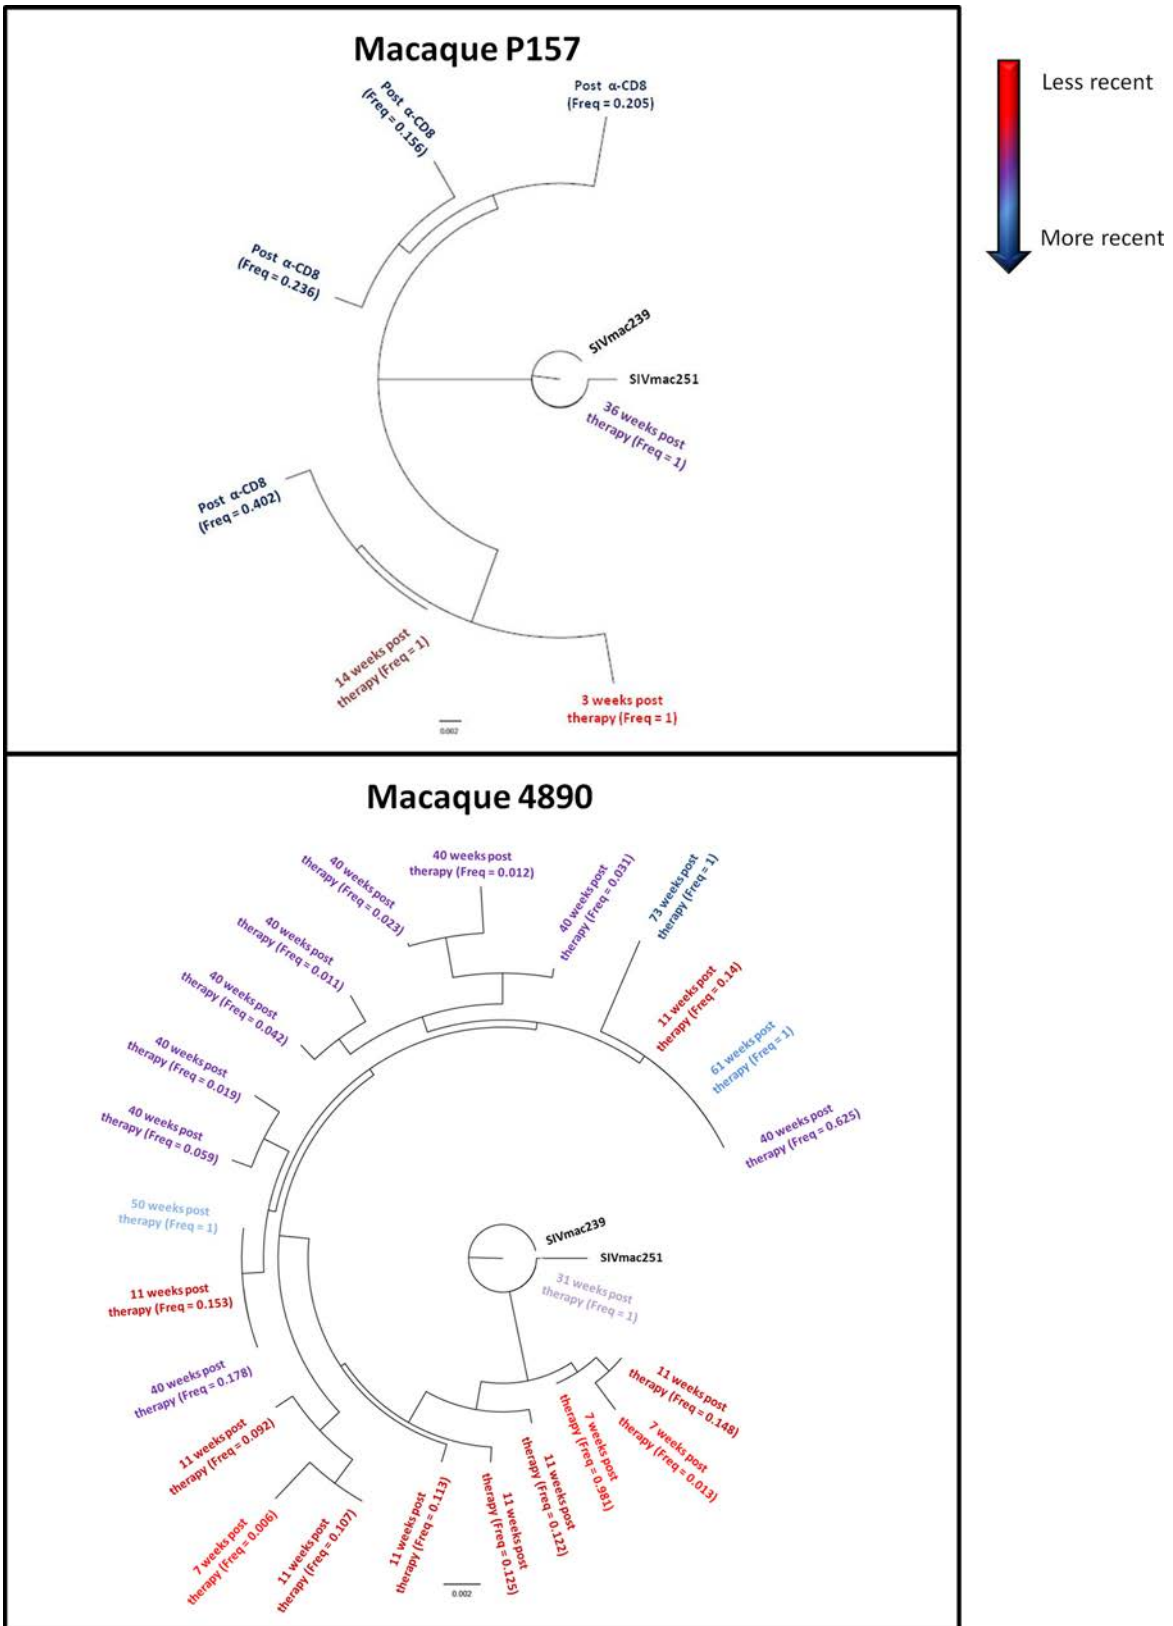 Macaque P157
Less recent
More recent
Post α-CD8
(Freq = 0.156)
Post α-CD8
(Freq = 0.205)
Post α-CD8
(Freq = 0.236)
SIVmac239
SIVmac251
36 weeks post
therapy (Freq = 1)
Post α-CD8
(Freq = 0.402)
14 weeks post
therapy (Freq = 1)
3 weeks post
therapy (Freq = 1)
0.002
Macaque 4890
40 weeks post
therapy (Freq = 0.023)
40 weeks post
therapy (Freq = 0.012)
40 weeks post
therapy (Freq = 0.031)
73 weeks post
therapy (Freq = 1)
40 weeks post
therapy (Freq = 0.011)
11 weeks post
therapy (Freq = 0.14)
40 weeks post
therapy (Freq = 0.042)
61 weeks post
therapy (Freq = 1)
40 weeks post
therapy (Freq = 0.019)
40 weeks post
therapy (Freq = 0.625)
40 weeks post
therapy (Freq = 0.059)
50 weeks post
therapy (Freq = 1)
SIVmac239
SIVmac251
31 weeks post
therapy (Freq = 1)
11 weeks post
therapy (Freq = 0.153)
40 weeks post
therapy (Freq = 0.178)
11 weeks post
therapy (Freq = 0.148)
7 weeks post
therapy (Freq = 0.013)
7 weeks post
therapy (Freq = 0.981)
11 weeks post
therapy (Freq = 0.092)
11 weeks post
therapy (Freq = 0.122)
11 weeks post
therapy (Freq = 0.125)
11 weeks post
therapy (Freq = 0.113)
7 weeks post
therapy (Freq = 0.006)
11 weeks post
therapy (Freq = 0.107)
0.002